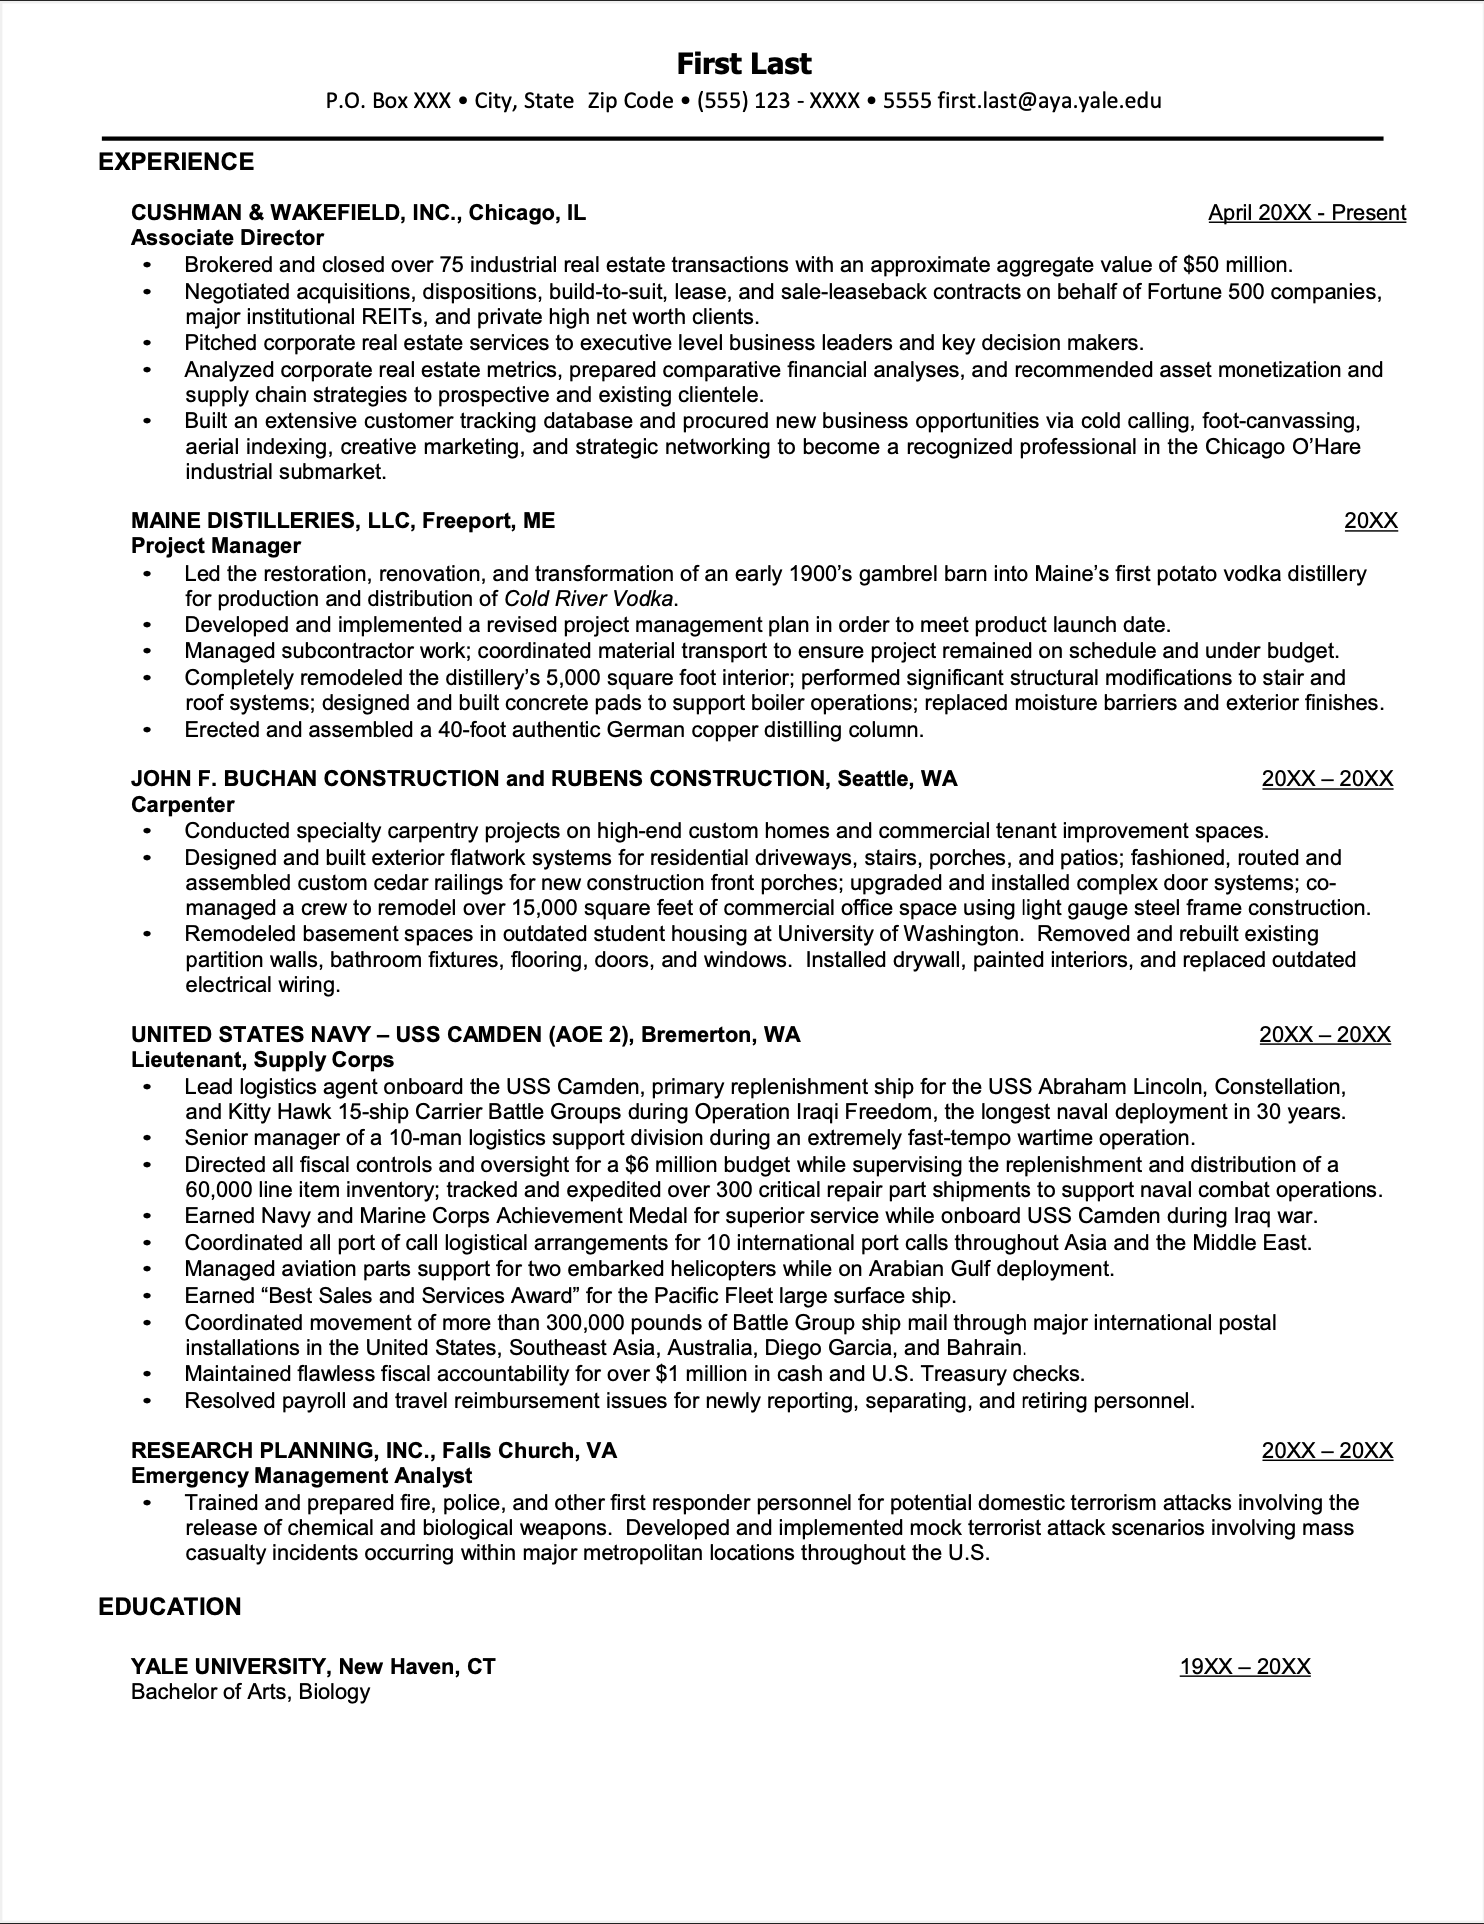 First Last
P.O. Box XXX • City, State  Zip Code • (555) 123 - XXXX • 5555 first.last@aya.yale.edu
EXPERIENCE
CUSHMAN & WAKEFIELD, INC., Chicago, IL April 20XX - Present
Associate Director
• Brokered and closed over 75 industrial real estate transactions with an approximate aggregate value of $50 million.
• Negotiated acquisitions, dispositions, build-to-suit, lease, and sale-leaseback contracts on behalf of Fortune 500 companies,
major institutional REITs, and private high net worth clients.
• Pitched corporate real estate services to executive level business leaders and key decision makers.
• Analyzed corporate real estate metrics, prepared comparative financial analyses, and recommended asset monetization and
supply chain strategies to prospective and existing clientele.
• Built an extensive customer tracking database and procured new business opportunities via cold calling, foot-canvassing,
aerial indexing, creative marketing, and strategic networking to become a recognized professional in the Chicago O’Hare
industrial submarket.
MAINE DISTILLERIES, LLC, Freeport, ME 20XX
Project Manager
• Led the restoration, renovation, and transformation of an early 1900’s gambrel barn into Maine’s first potato vodka distillery
for production and distribution of Cold River Vodka.
• Developed and implemented a revised project management plan in order to meet product launch date.
• Managed subcontractor work; coordinated material transport to ensure project remained on schedule and under budget.
• Completely remodeled the distillery’s 5,000 square foot interior; performed significant structural modifications to stair and
roof systems; designed and built concrete pads to support boiler operations; replaced moisture barriers and exterior finishes.
• Erected and assembled a 40-foot authentic German copper distilling column.
JOHN F. BUCHAN CONSTRUCTION and RUBENS CONSTRUCTION, Seattle, WA 20XX – 20XX
Carpenter
• Conducted specialty carpentry projects on high-end custom homes and commercial tenant improvement spaces.
• Designed and built exterior flatwork systems for residential driveways, stairs, porches, and patios; fashioned, routed and
assembled custom cedar railings for new construction front porches; upgraded and installed complex door systems; co-
managed a crew to remodel over 15,000 square feet of commercial office space using light gauge steel frame construction.
• Remodeled basement spaces in outdated student housing at University of Washington.  Removed and rebuilt existing
partition walls, bathroom fixtures, flooring, doors, and windows.  Installed drywall, painted interiors, and replaced outdated
electrical wiring.
UNITED STATES NAVY – USS CAMDEN (AOE 2), Bremerton, WA 20XX – 20XX
Lieutenant, Supply Corps
• Lead logistics agent onboard the USS Camden, primary replenishment ship for the USS Abraham Lincoln, Constellation,
and Kitty Hawk 15-ship Carrier Battle Groups during Operation Iraqi Freedom, the longest naval deployment in 30 years.
• Senior manager of a 10-man logistics support division during an extremely fast-tempo wartime operation.
• Directed all fiscal controls and oversight for a $6 million budget while supervising the replenishment and distribution of a
60,000 line item inventory; tracked and expedited over 300 critical repair part shipments to support naval combat operations.
• Earned Navy and Marine Corps Achievement Medal for superior service while onboard USS Camden during Iraq war.
• Coordinated all port of call logistical arrangements for 10 international port calls throughout Asia and the Middle East.
• Managed aviation parts support for two embarked helicopters while on Arabian Gulf deployment.
• Earned “Best Sales and Services Award” for the Pacific Fleet large surface ship.
• Coordinated movement of more than 300,000 pounds of Battle Group ship mail through major international postal
installations in the United States, Southeast Asia, Australia, Diego Garcia, and Bahrain.
• Maintained flawless fiscal accountability for over $1 million in cash and U.S. Treasury checks.
• Resolved payroll and travel reimbursement issues for newly reporting, separating, and retiring personnel.
RESEARCH PLANNING, INC., Falls Church, VA 20XX – 20XX
Emergency Management Analyst
• Trained and prepared fire, police, and other first responder personnel for potential domestic terrorism attacks involving the
release of chemical and biological weapons.  Developed and implemented mock terrorist attack scenarios involving mass
casualty incidents occurring within major metropolitan locations throughout the U.S.
EDUCATION
YALE UNIVERSITY, New Haven, CT 19XX – 20XX
Bachelor of Arts, Biology